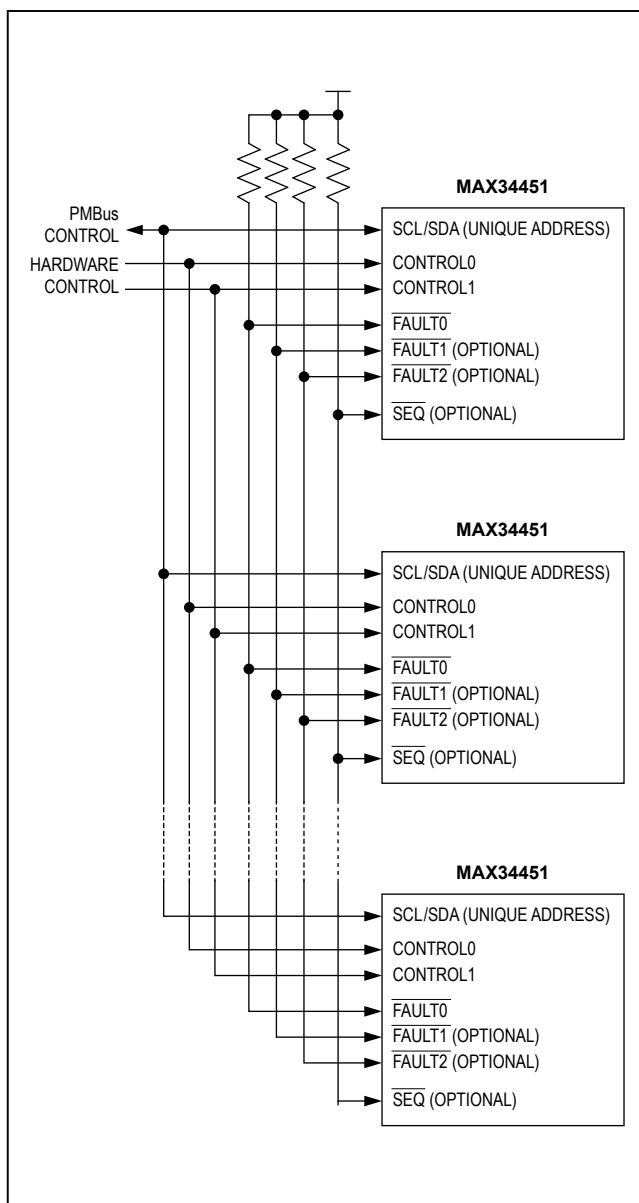 MAX34451
PMBus
CONTROL
HARDWARE
CONTROL
SCL/SDA (UNIQUE ADDRESS)
CONTROL0
CONTROL1
FAULT0
FAULT1 (OPTIONAL)
FAULT2 (OPTIONAL)
SEQ (OPTIONAL)
MAX34451
SCL/SDA (UNIQUE ADDRESS)
CONTROL0
CONTROL1
FAULT0
FAULT1 (OPTIONAL)
FAULT2 (OPTIONAL)
SEQ (OPTIONAL)
MAX34451
SCL/SDA (UNIQUE ADDRESS)
CONTROL0
CONTROL1
FAULT0
FAULT1 (OPTIONAL)
FAULT2 (OPTIONAL)
SEQ (OPTIONAL)